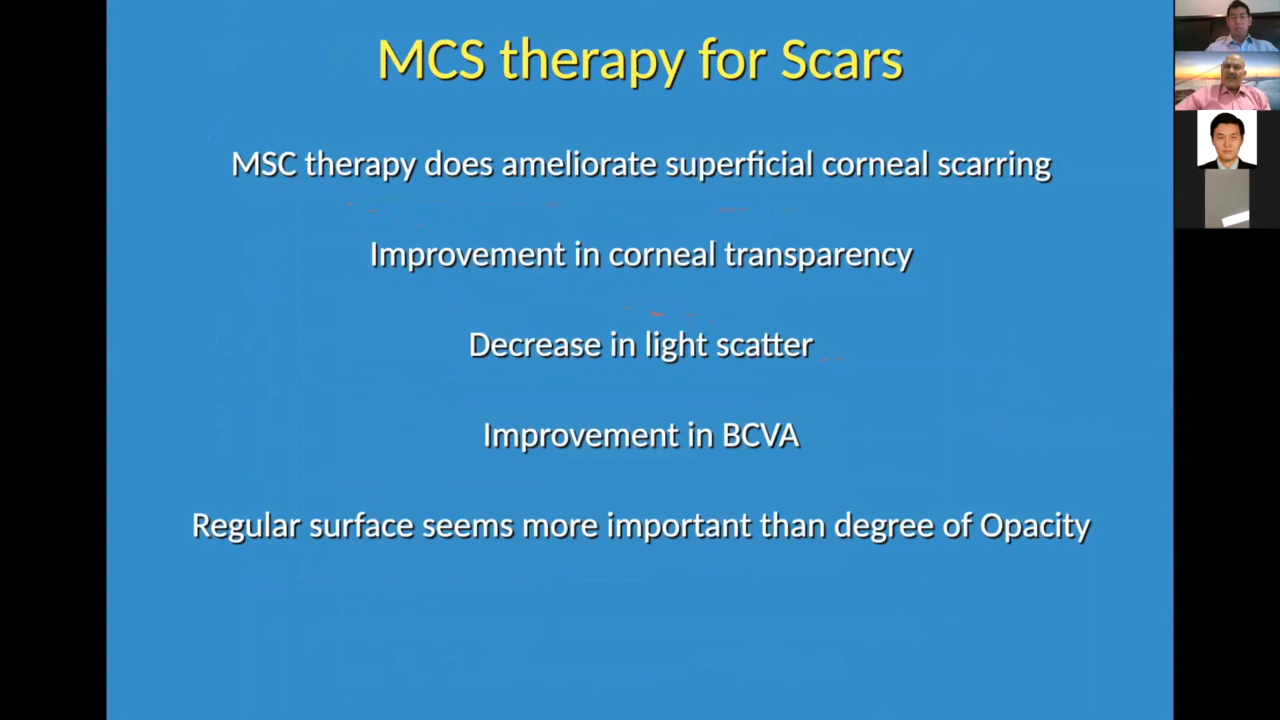 MCS therapy for Scars
MSC therapy does ameliorate superficial corneal scarring
Improvement in corneal transparency
Decrease in light scatter
Improvement in BCVA
Regular surface seems more important than degree of Opacity